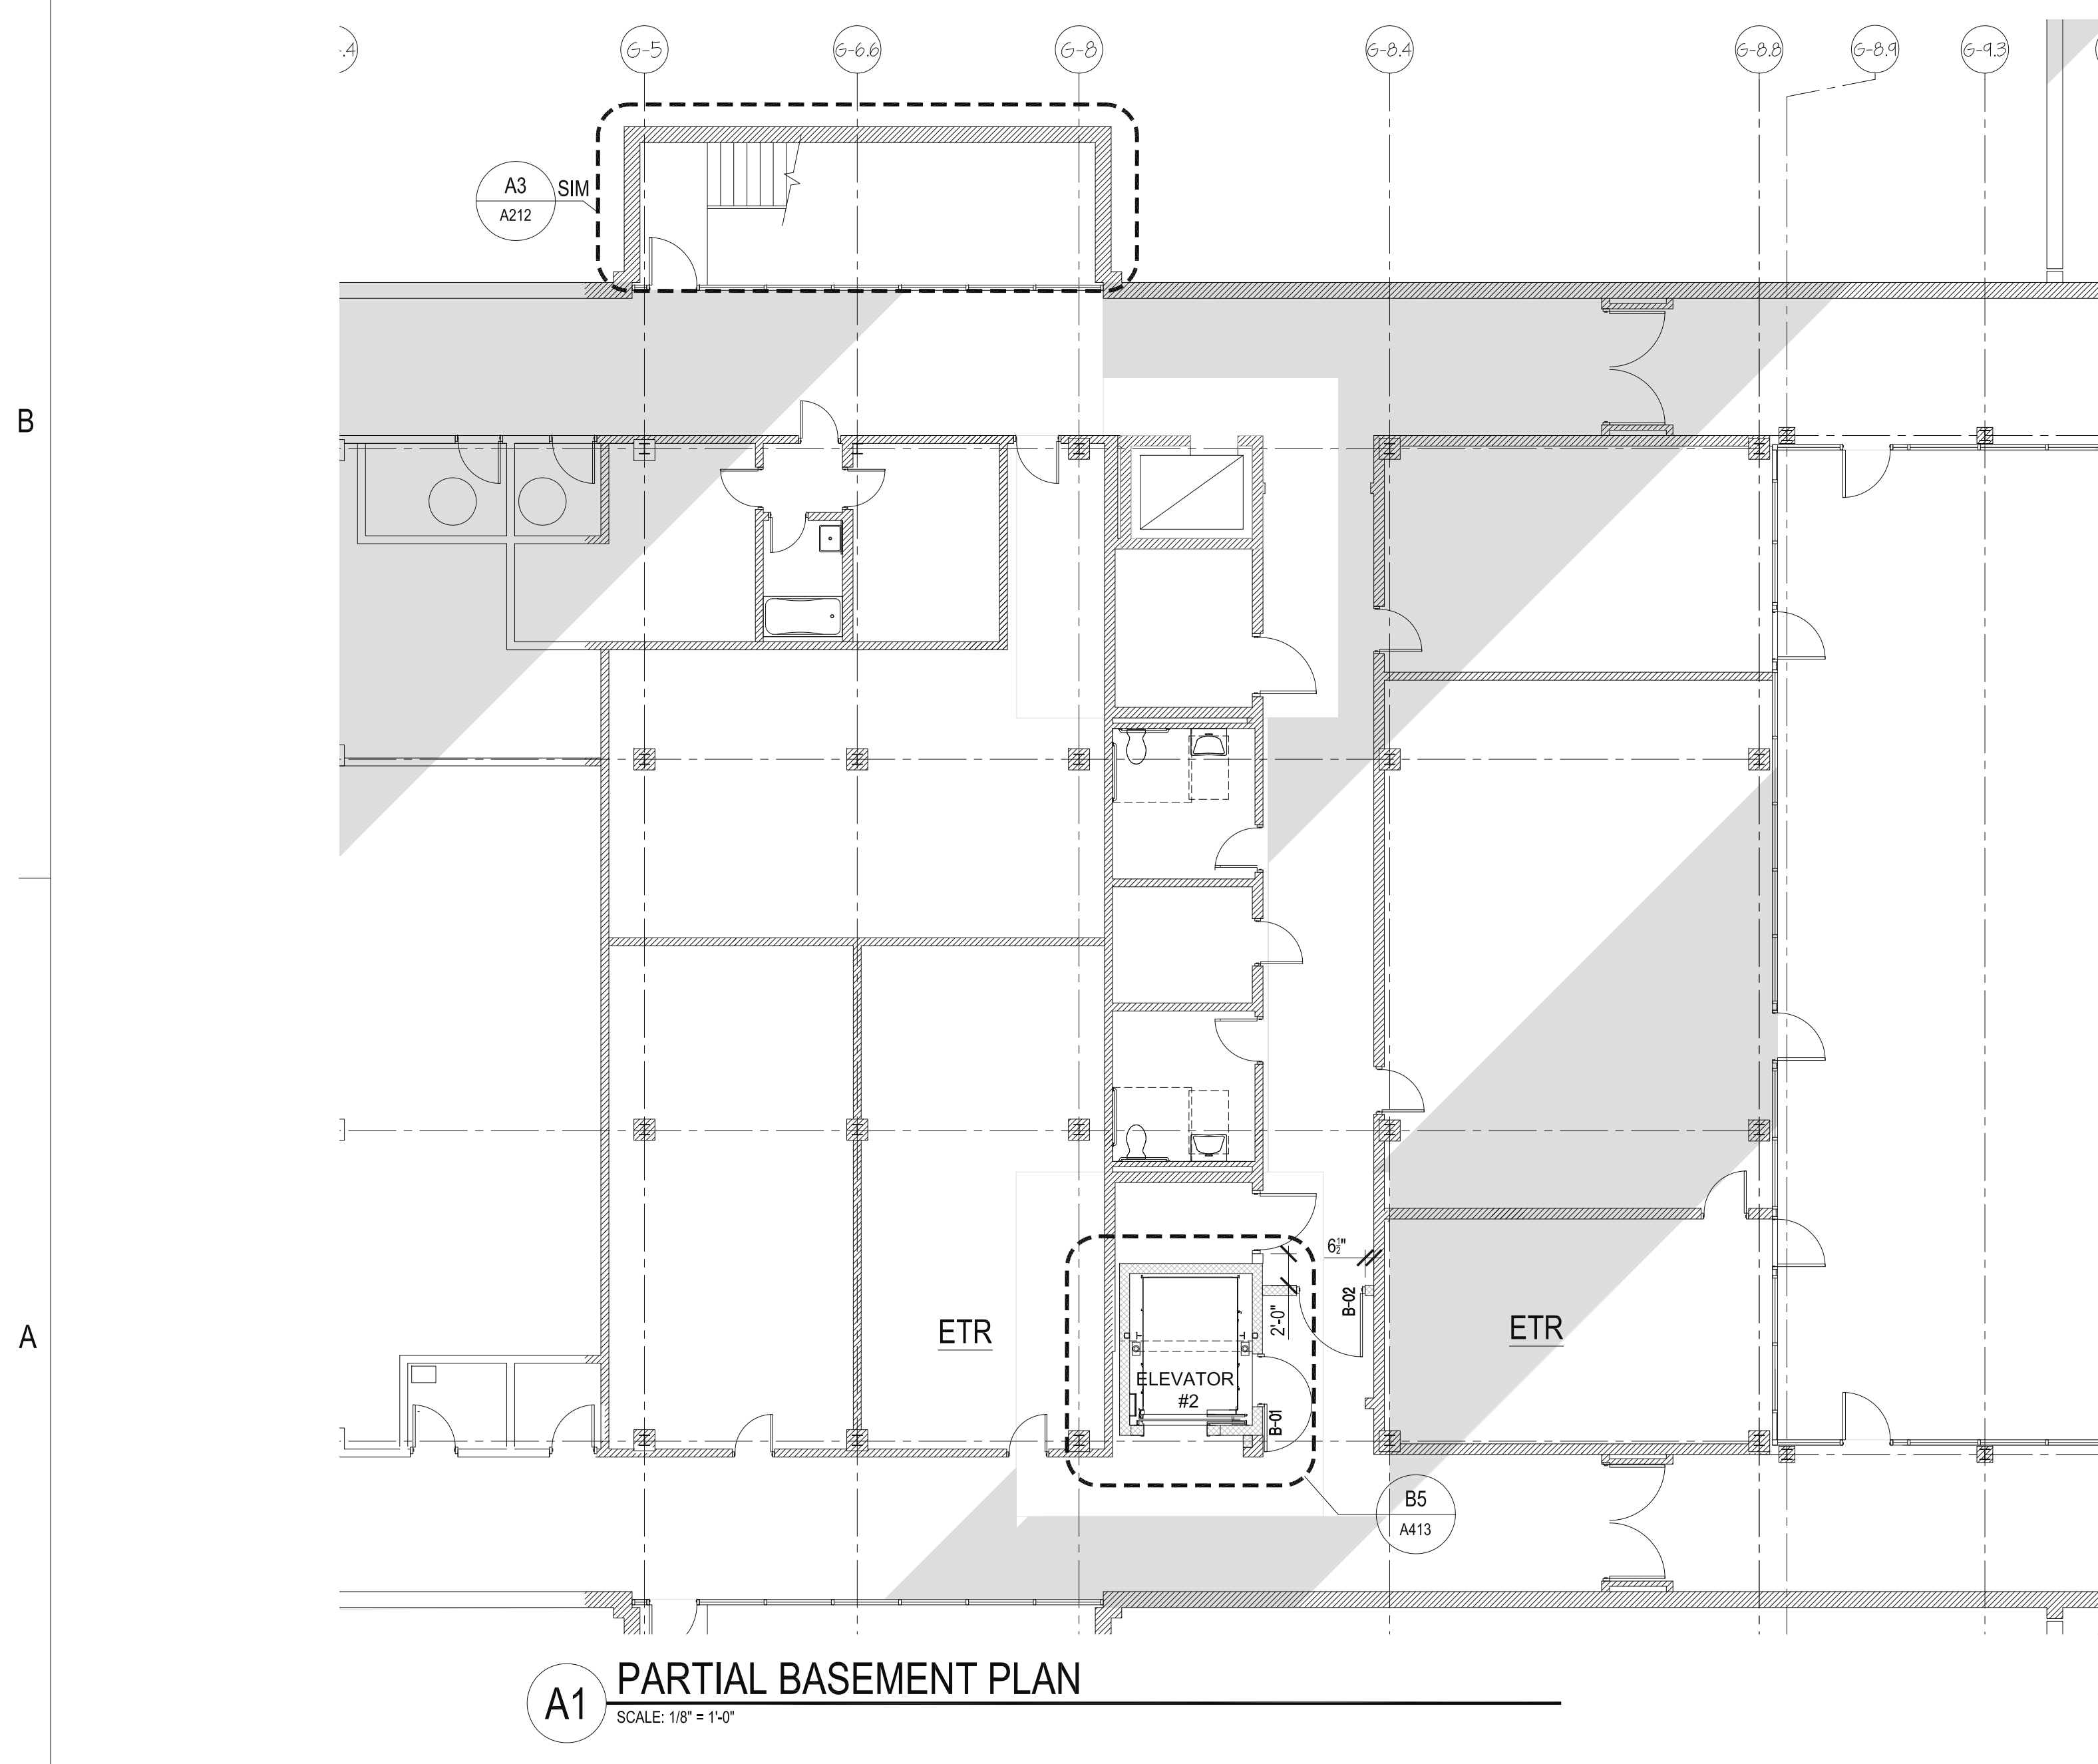 .4
G-5
G-6.6
G-8
G-8.4
G-8.8
G-8.9
G-9.3
A3
SIM
A212
B
A
6½"
2'-0"
B-02
ETR
ETR
ELEVATOR
#2
B-01
B5
A413
A1
PARTIAL BASEMENT PLAN
SCALE: 1/8" = 1'-0"